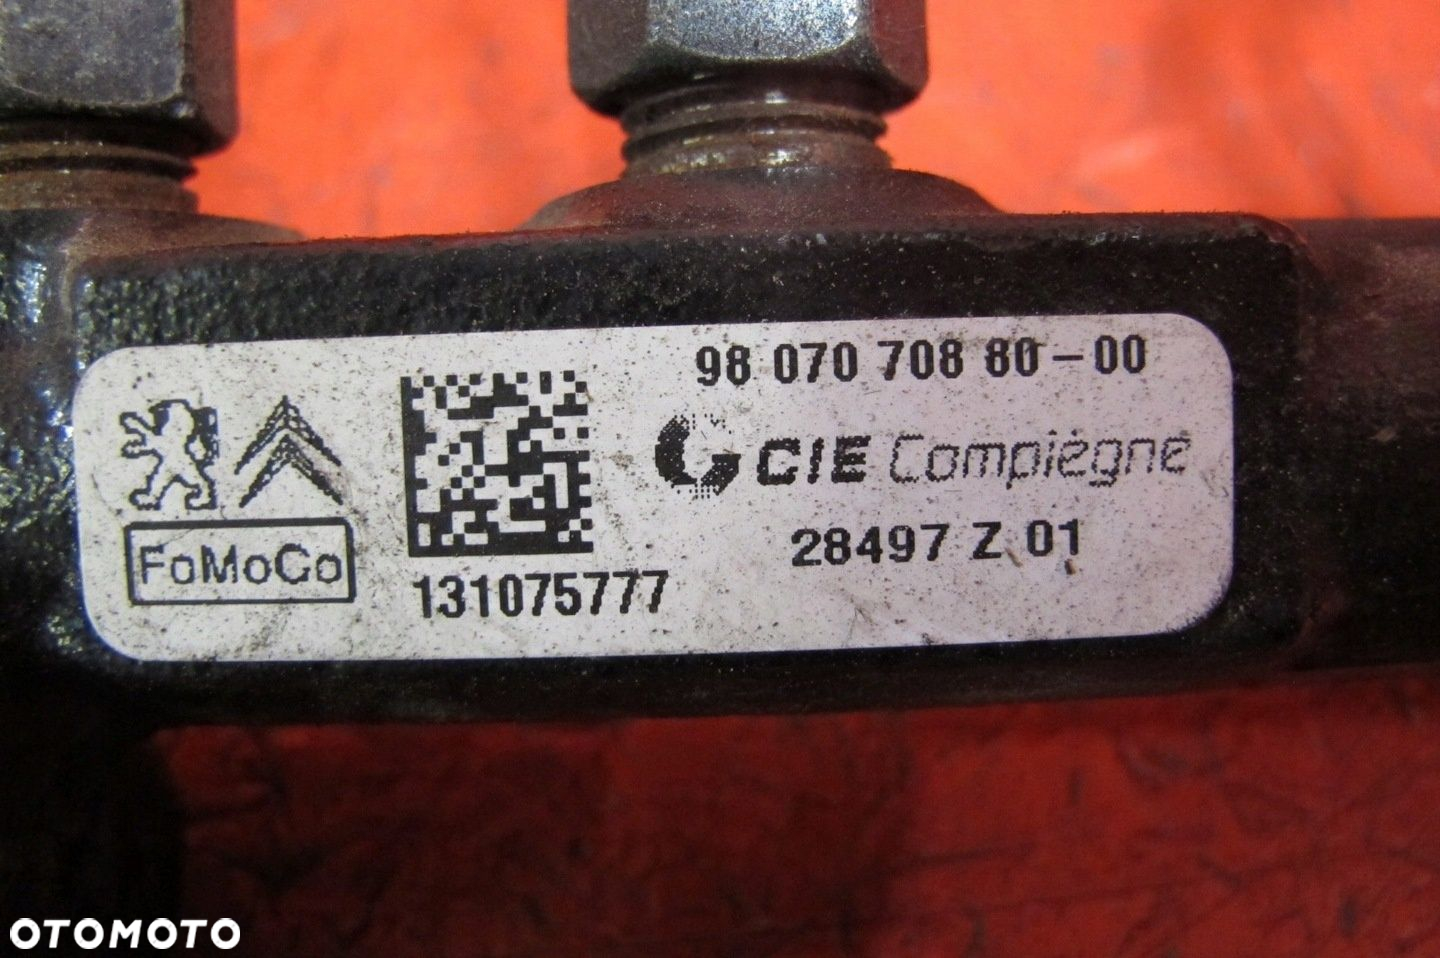 98 070 708 80-00
CIE Compiègne
28497 Z 01
FoMoCo
131075777
OTOMOTO